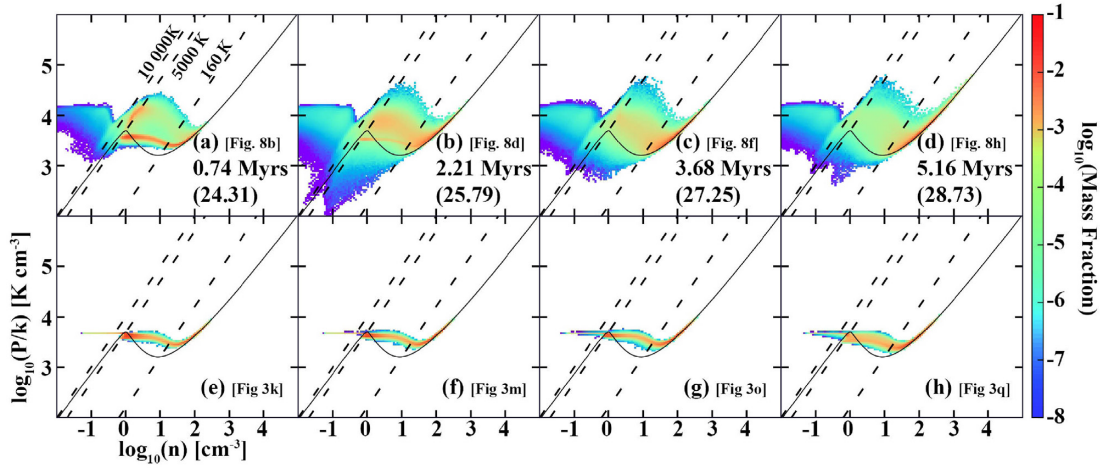 10 000K
5000 K
160 K
5
4
3
(a) [Fig. 8b]
0.74 Myrs
(24.31)
(b) [Fig. 8d]
2.21 Myrs
(25.79)
(c) [Fig. 8f]
3.68 Myrs
(27.25)
(d) [Fig. 8h]
5.16 Myrs
(28.73)
5
4
3
(e) [Fig 3k]
(f) [Fig 3m]
(g) [Fig 3o]
(h) [Fig 3q]
-1 0 1 2 3 4
-1 0 1 2 3 4
-1 0 1 2 3 4
-1 0 1 2 3 4
log10(n) [cm-3]
log10(P/k) [K cm-3]
-1
-2
-3
-4
-5
-6
-7
-8
log10(Mass Fraction)